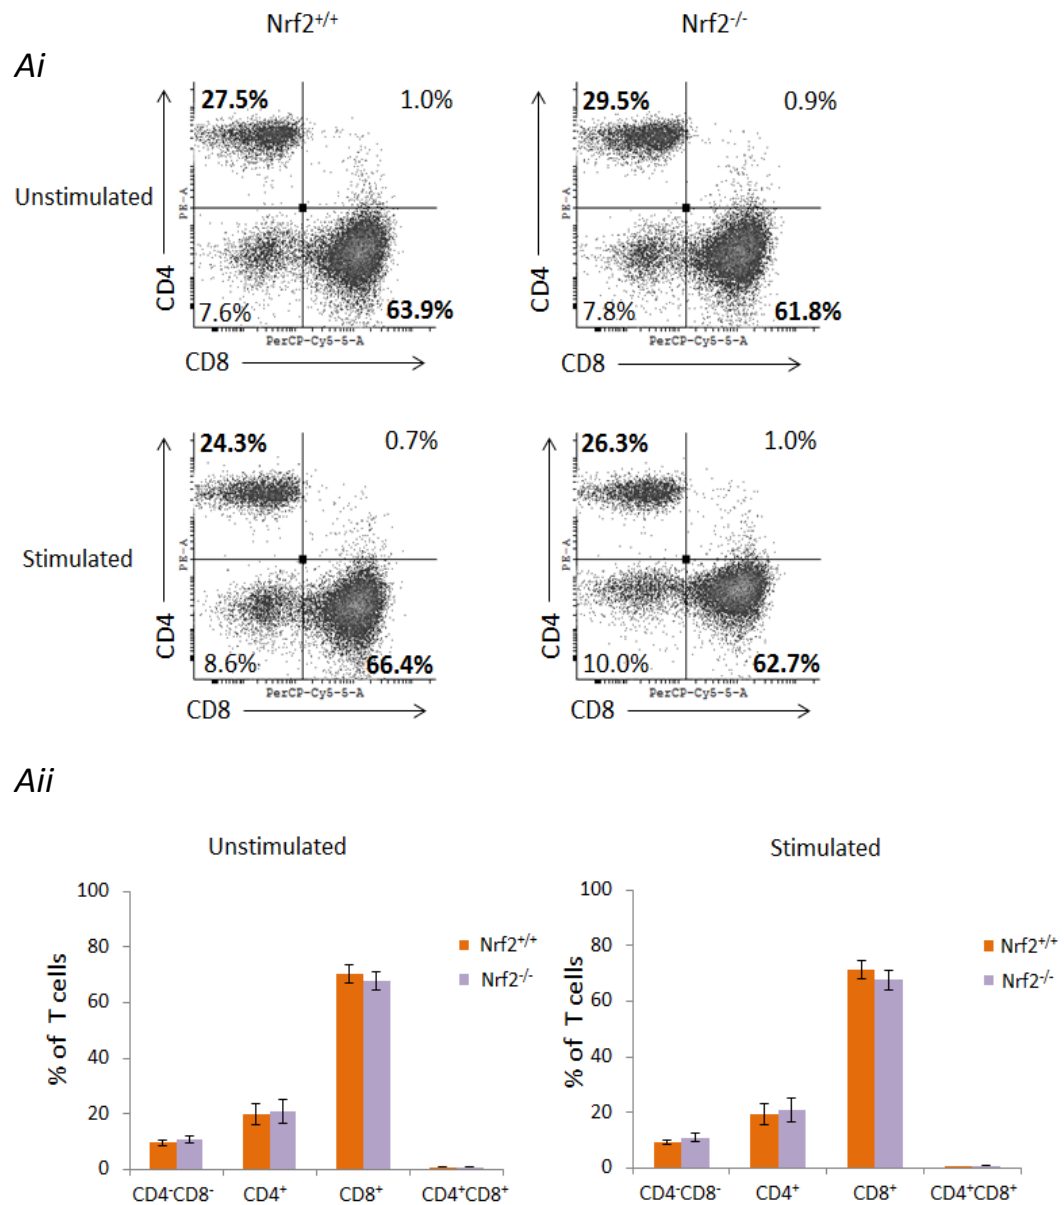 Nrf2+/+ Nrf2-/-
Ai
27.5% 1.0% 29.5% 0.9%
Unstimulated
PE-A PE-A
CD4 CD4
7.6% 63.9% 7.8% 61.8%
PerCP-Cy5-5-A PerCP-Cy5-5-A
CD8 CD8
24.3% 0.7% 26.3% 1.0%
Stimulated
PE-A PE-A
CD4 CD4
8.6% 66.4% 10.0% 62.7%
PerCP-Cy5-5-A PerCP-Cy5-5-A
CD8 CD8
Aii
Unstimulated
% of T cells
100
80
60
40
20
0
Nrf2+/+
Nrf2-/-
CD4-CD8- CD4+ CD8+ CD4+CD8+
Stimulated
% of T cells
100
80
60
40
20
0
Nrf2+/+
Nrf2-/-
CD4-CD8- CD4+ CD8+ CD4+CD8+